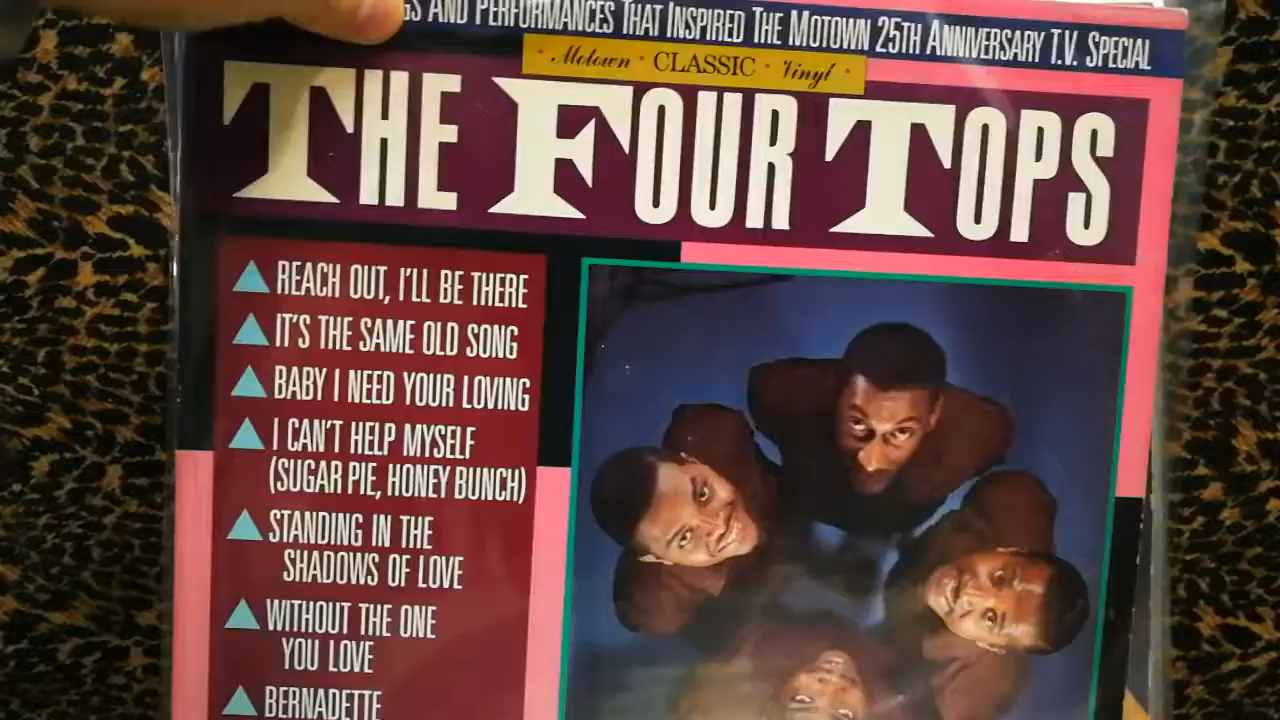 AND PERFORMANCES THAT INSPIRED THE MOTOWN 25TH ANNIVERSARY T.V. SPECIAL
Motown · CLASSIC · Vinyl
THE FOUR TOPS
REACH OUT, I'LL BE THERE
IT'S THE SAME OLD SONG
BABY I NEED YOUR LOVING
I CAN'T HELP MYSELF
(SUGAR PIE, HONEY BUNCH)
STANDING IN THE
SHADOWS OF LOVE
WITHOUT THE ONE
YOU LOVE
BERNADETTE